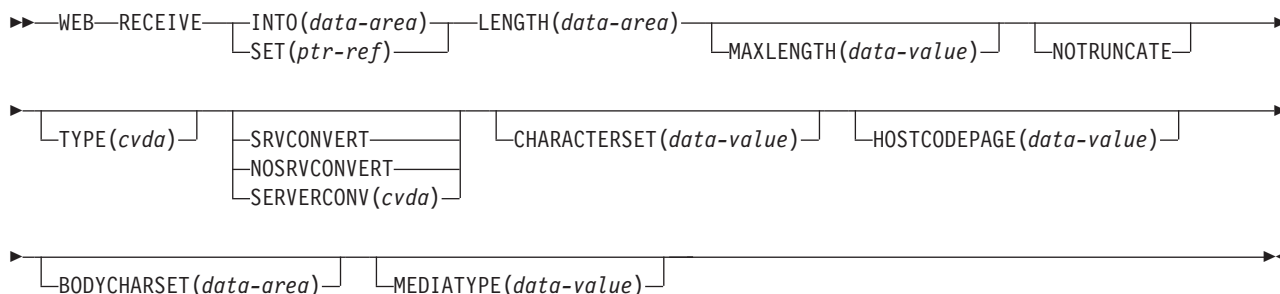 WEB RECEIVE INTO(data-area) LENGTH(data-area)
SET(ptr-ref) MAXLENGTH(data-value) NOTRUNCATE
TYPE(cvda) SRVCONVERT CHARACTERSET(data-value) HOSTCODEPAGE(data-value)
NOSRVCONVERT
SERVERCONV(cvda)
BODYCHARSET(data-area) MEDIATYPE(data-value)